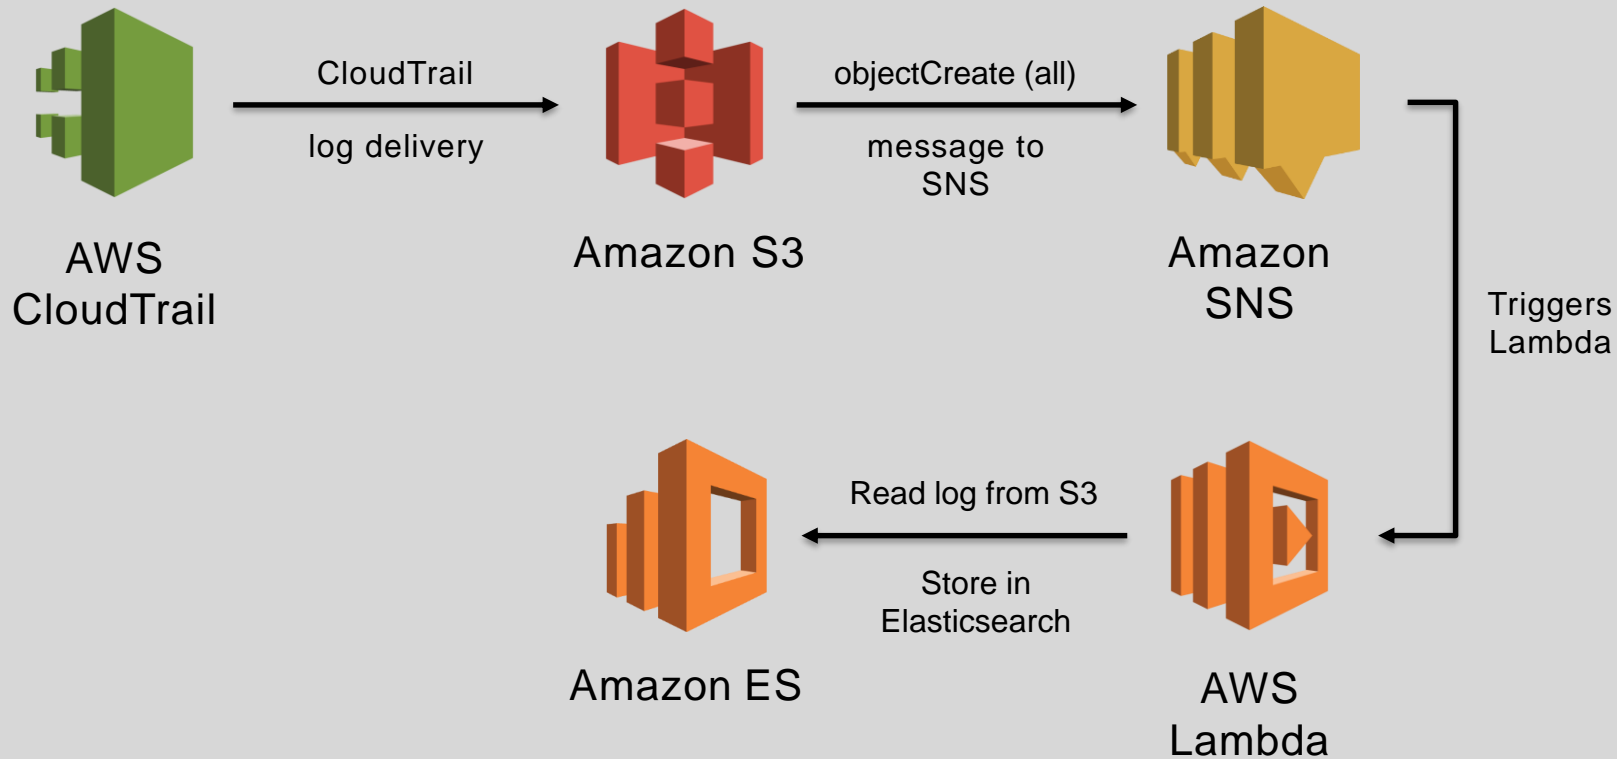 CloudTrail
log delivery
objectCreate (all)
message to
SNS
AWS
CloudTrail
Amazon S3
Amazon
SNS
Triggers
Lambda
Read log from S3
Store in
Elasticsearch
Amazon ES
AWS
Lambda